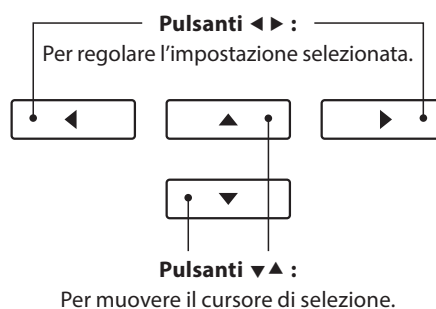 Pulsanti ◀ ▶ :
Per regolare l'impostazione selezionata.
Pulsanti ▼▲ :
Per muovere il cursore di selezione.